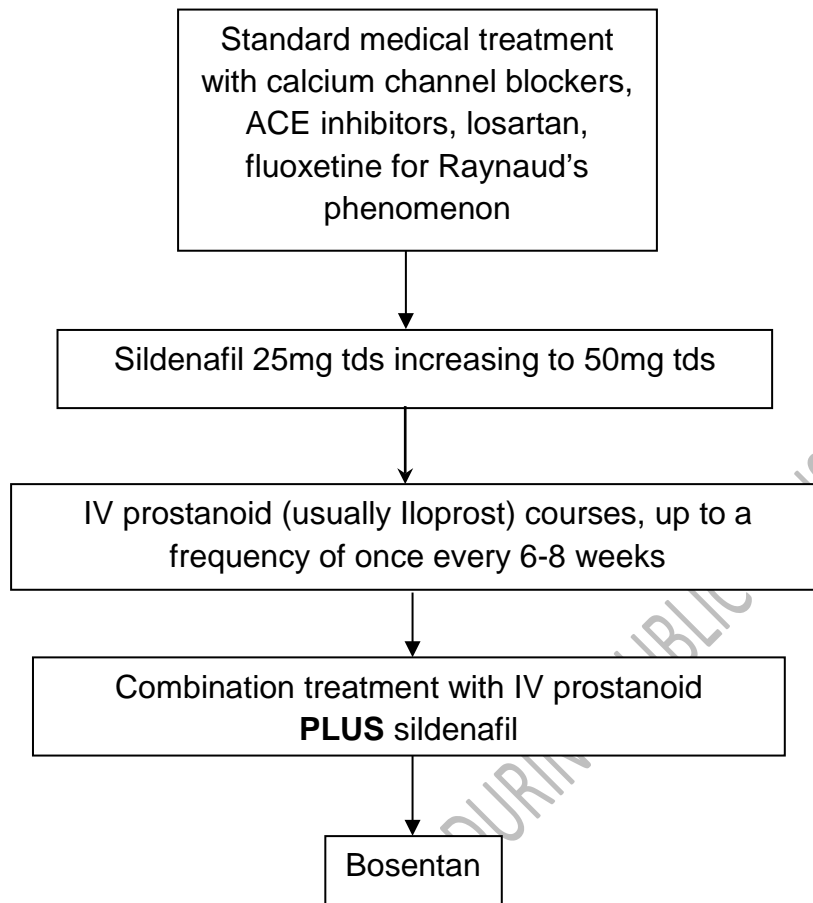 Standard medical treatment
with calcium channel blockers,
ACE inhibitors, losartan,
fluoxetine for Raynaud's
phenomenon
Sildenafil 25mg tds increasing to 50mg tds
IV prostanoid (usually Iloprost) courses, up to a
frequency of once every 6-8 weeks
Combination treatment with IV prostanoid
PLUS sildenafil
Bosentan